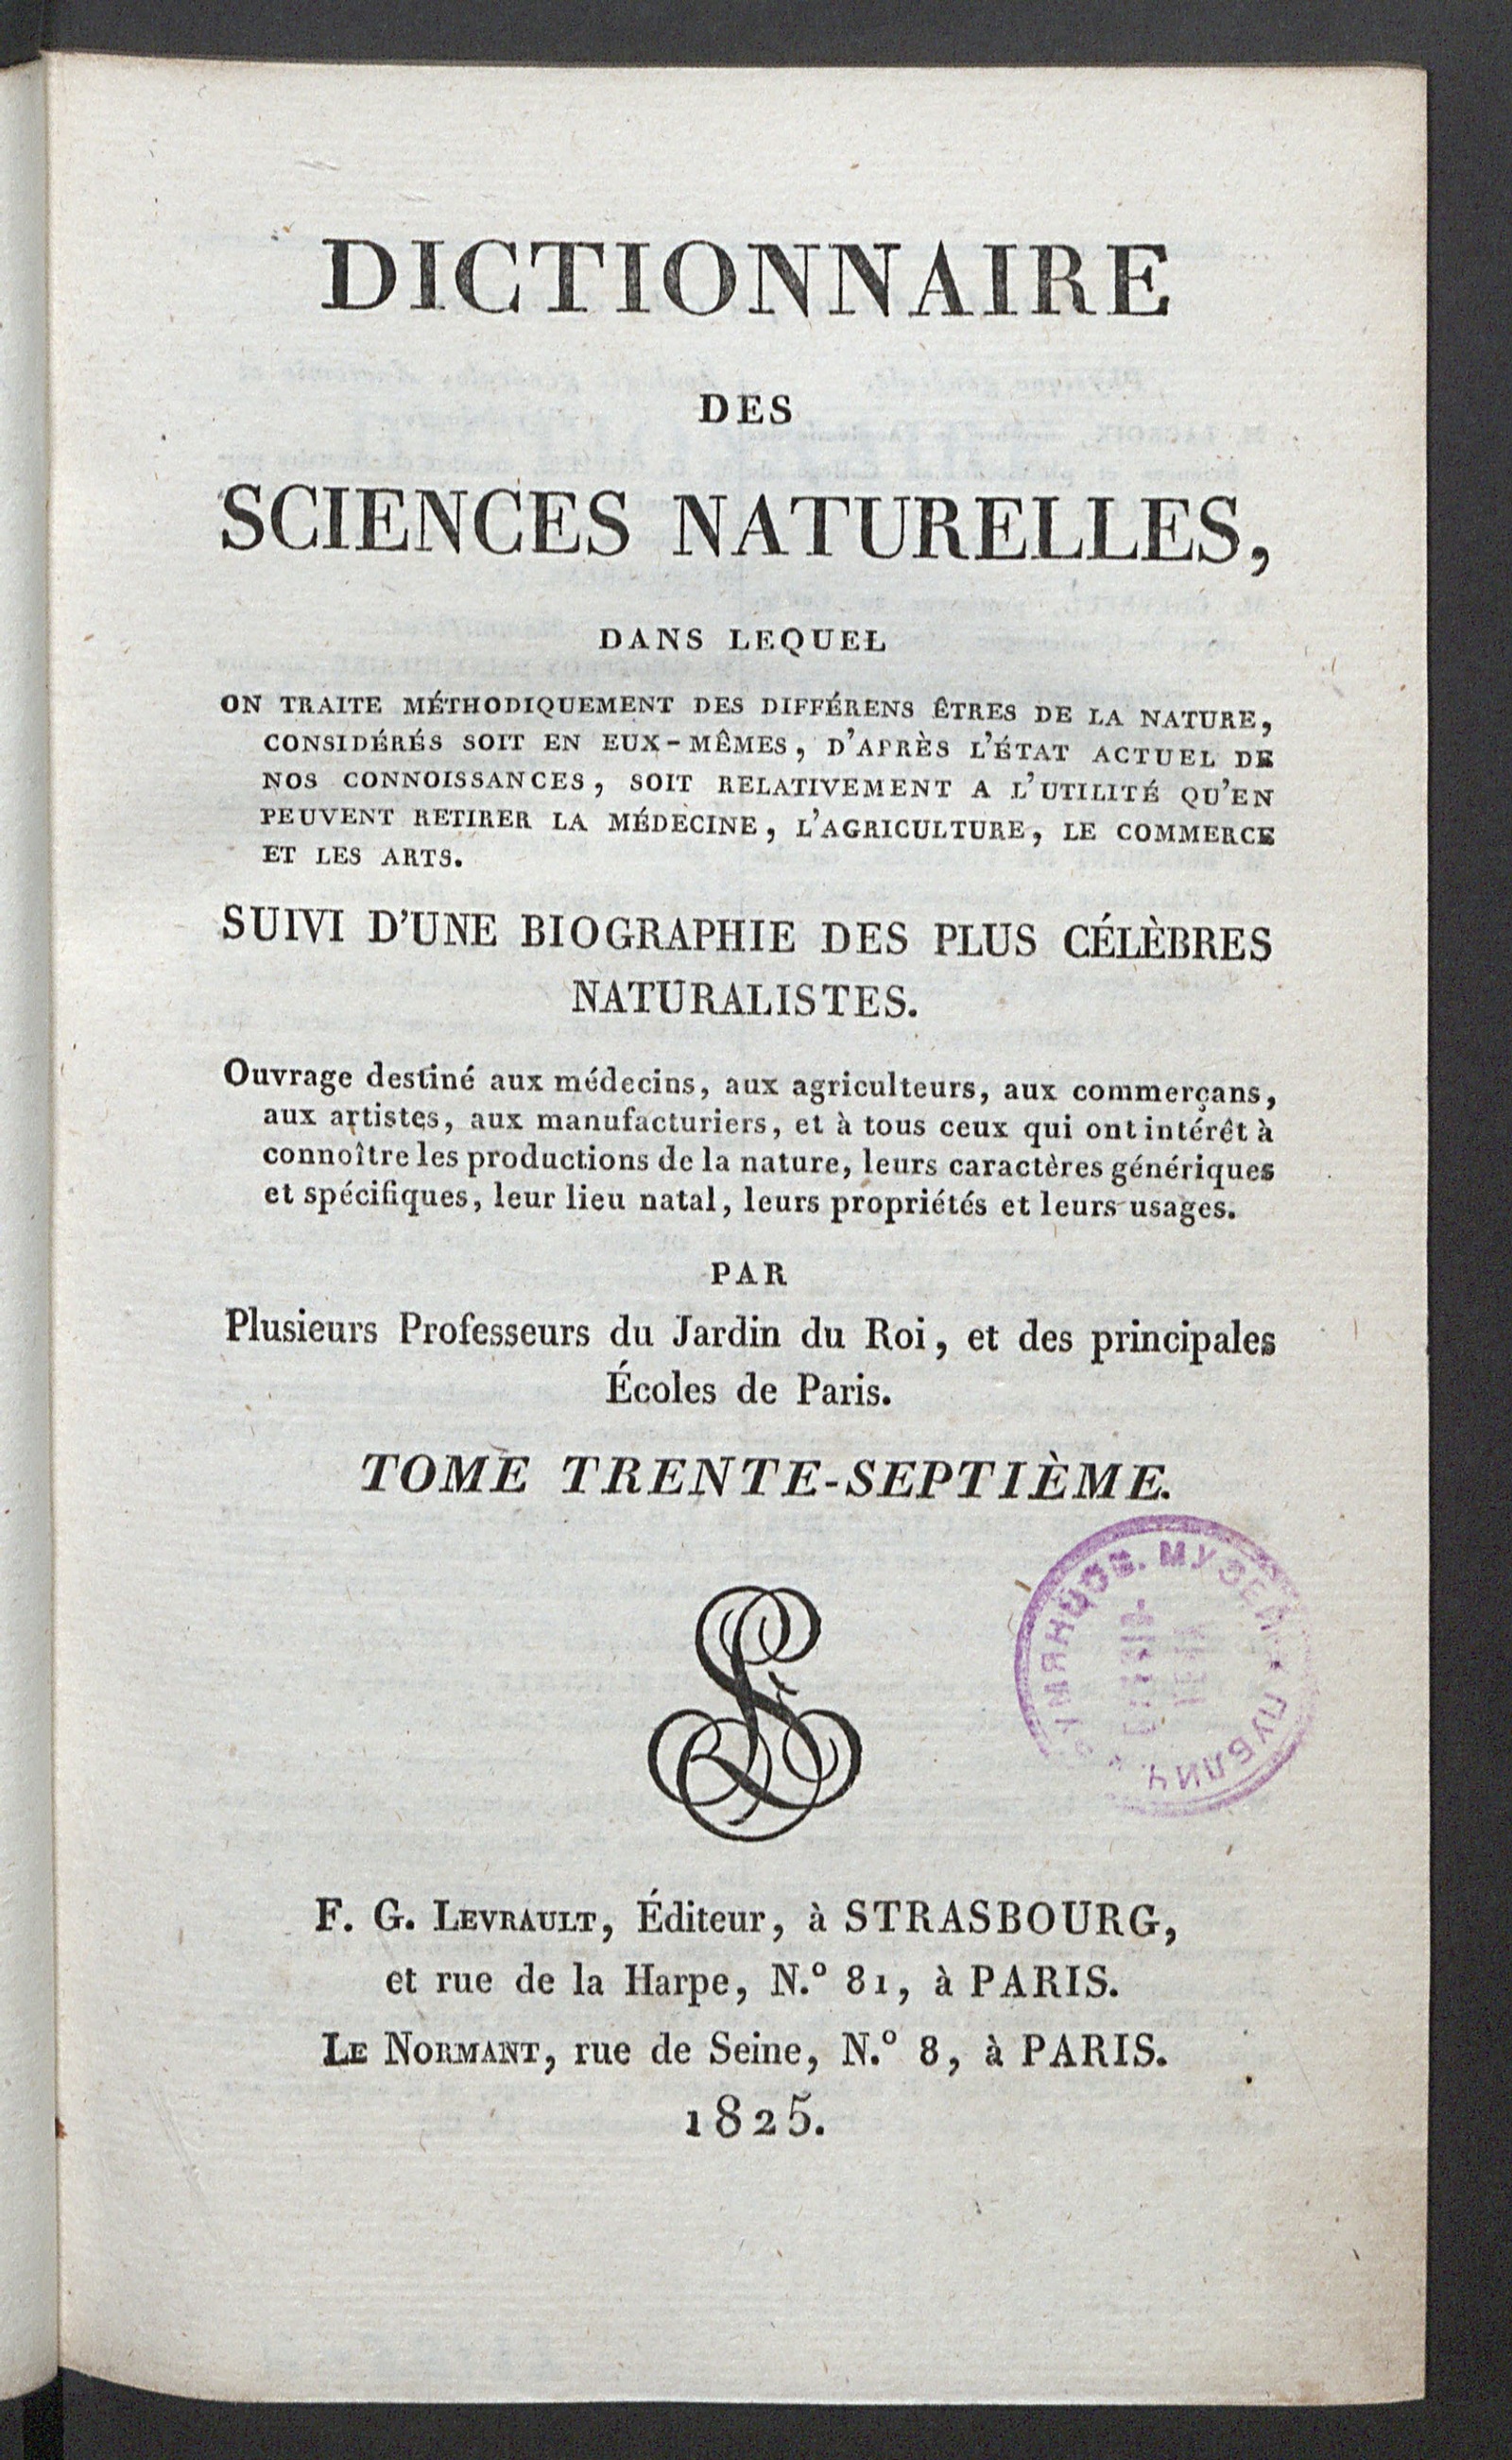 DICTIONNAIRE
DES
SCIENCES NATURELLES,
DANS LEQUEL
ON TRAITE MÉTHODIQUEMENT DES DIFFÉRENS ÊTRES DE LA NATURE,
CONSIDÉRÉS SOIT EN EUX-MÊMES, D'APRÈS L'ÉTAT ACTUEL DE
NOS CONNOISSANCES, SOIT RELATIVEMENT A L'UTILITÉ QU'EN
PEUVENT RETIRER LA MÉDECINE, L'AGRICULTURE, LE COMMERCE
ET LES ARTS.
SUIVI D'UNE BIOGRAPHIE DES PLUS CÉLÈBRES
NATURALISTES.
Ouvrage destiné aux médecins, aux agriculteurs, aux commerçans,
aux artistes, aux manufacturiers, et à tous ceux qui ont intérêt à
connoître les productions de la nature, leurs caractères génériques
et spécifiques, leur lieu natal, leurs propriétés et leurs usages.
PAR
Plusieurs Professeurs du Jardin du Roi, et des principales
Écoles de Paris.
TOME TRENTE-SEPTIÈME.
ПУБЛИЧ.
РУМЯНЦОВ. МУЗЕЙ
F. G. LEVRAULT, Éditeur, à STRASBOURG,
et rue de la Harpe, N.º 81, à PARIS.
LE NORMANT, rue de Seine, N.º 8, à PARIS.
1825.